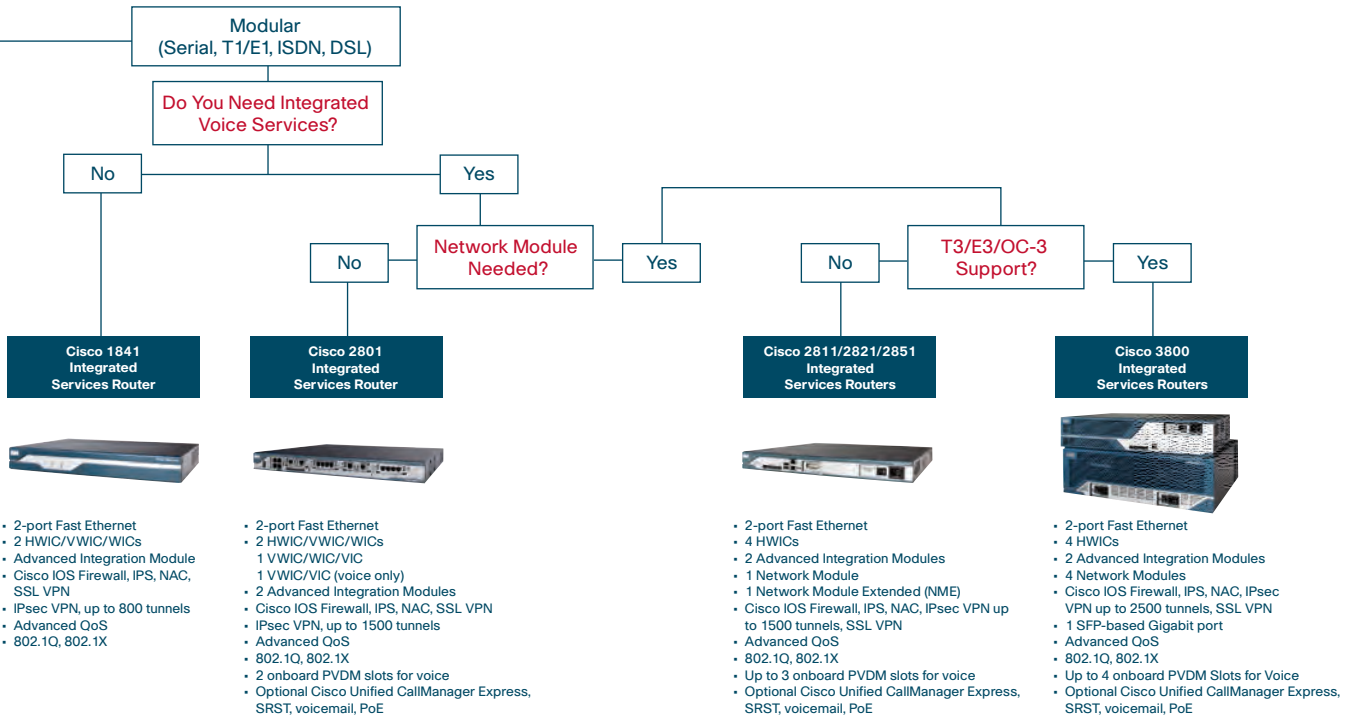 Modular
(Serial, T1/E1, ISDN, DSL)
Do You Need Integrated
Voice Services?
No
Yes
Network Module
Needed?
No
Yes
T3/E3/OC-3
Support?
No
Yes
Cisco 1841
Integrated
Services Router
Cisco 2801
Integrated
Services Router
Cisco 2811/2821/2851
Integrated
Services Routers
Cisco 3800
Integrated
Services Routers
• 2-port Fast Ethernet
• 2 HWIC/VWIC/WICs
• Advanced Integration Module
• Cisco IOS Firewall, IPS, NAC,
SSL VPN
• IPsec VPN, up to 800 tunnels
• Advanced QoS
• 802.1Q, 802.1X
• 2-port Fast Ethernet
• 2 HWIC/VWIC/WICs
1 VWIC/WIC/VIC
1 VWIC/VIC (voice only)
• 2 Advanced Integration Modules
• Cisco IOS Firewall, IPS, NAC, SSL VPN
• IPsec VPN, up to 1500 tunnels
• Advanced QoS
• 802.1Q, 802.1X
• 2 onboard PVDM slots for voice
• Optional Cisco Unified CallManager Express,
SRST, voicemail, PoE
• 2-port Fast Ethernet
• 4 HWICs
• 2 Advanced Integration Modules
• 1 Network Module
• 1 Network Module Extended (NME)
• Cisco IOS Firewall, IPS, NAC, IPsec VPN up
to 1500 tunnels, SSL VPN
• Advanced QoS
• 802.1Q, 802.1X
• Up to 3 onboard PVDM slots for voice
• Optional Cisco Unified CallManager Express,
SRST, voicemail, PoE
• 2-port Fast Ethernet
• 4 HWICs
• 2 Advanced Integration Modules
• 4 Network Modules
• Cisco IOS Firewall, IPS, NAC, IPsec
VPN up to 2500 tunnels, SSL VPN
• 1 SFP-based Gigabit port
• Advanced QoS
• 802.1Q, 802.1X
• Up to 4 onboard PVDM Slots for Voice
• Optional Cisco Unified CallManager Express,
SRST, voicemail, PoE